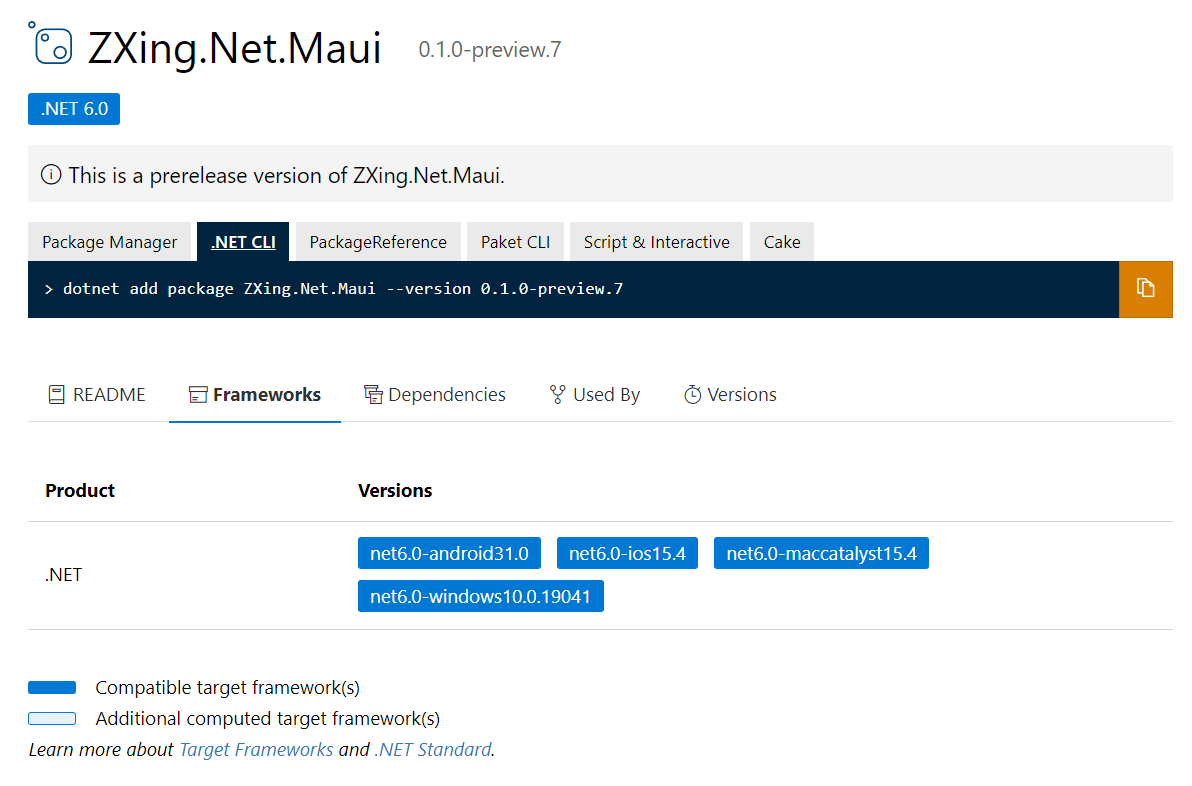 ZXing.Net.Maui 0.1.0-preview.7
.NET 6.0
This is a prerelease version of ZXing.Net.Maui.
Package Manager .NET CLI PackageReference Paket CLI Script & Interactive Cake
> dotnet add package ZXing.Net.Maui --version 0.1.0-preview.7
README Frameworks Dependencies Used By Versions
Product Versions
.NET
net6.0-android31.0 net6.0-ios15.4 net6.0-maccatalyst15.4
net6.0-windows10.0.19041
Compatible target framework(s)
Additional computed target framework(s)
Learn more about Target Frameworks and .NET Standard.